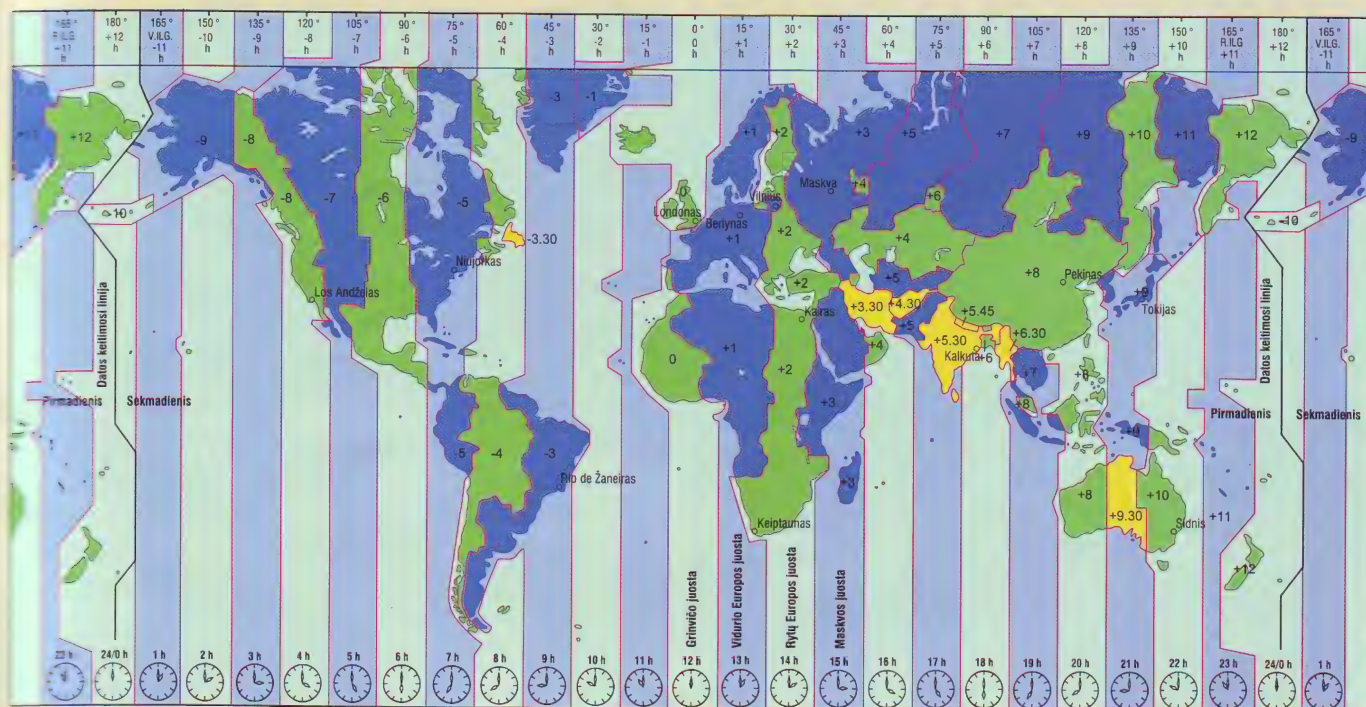 165° 180° 165° 150° 135° 120° 105° 90° 75° 60° 45° 30° 15° 0° 15° 30° 45° 60° 75° 90° 105° 120° 135° 150° 165° 180° 165°
R.ILG. V.ILG. R.ILG V.ILG.
-11 +12 -11 -10 -9 -8 -7 -6 -5 -4 -3 -2 -1 0 +1 +2 +3 +4 +5 +6 +7 +8 +9 +10 +11 +12 -11
h h h h h h h h h h h h h h h h h h h h h h h h h h h
-3 -1
+12 -9 -8 +1 +2 +3 +5 +7 +9 +10 +11 +12 -9
Maskva +4
-8 -7 -6 -5 0 Vilnius +6
-10 Londonas Berlynas -10
-3.30 +1 +2 +4
Niujorkas +8 Pekinas
Los Andželas +2 +5 +9
Tokijas
Kairas +3.30 +4.30 +5.45
+5 +6.30
0 +1 +4 +5.30
Kalkuta +6
+2 +7 +8
Datos keitimosi linija
Datos keitimosi linija
Pirmadienis Sekmadienis +3 +8 Pirmadienis Sekmadienis
+9
-5 -4 -3 +3
Rio de Žaneiras
+8 +9.30 +10 +11
Keiptaunas Sidnis
+12
Grinvičo juosta
Vidurio Europos juosta
Rytų Europos juosta
Maskvos juosta
24/0 h 1 h 2 h 3 h 4 h 5 h 6 h 7 h 8 h 9 h 10 h 11 h 12 h 13 h 14 h 15 h 16 h 17 h 18 h 19 h 20 h 21 h 22 h 23 h 24/0 h 1 h